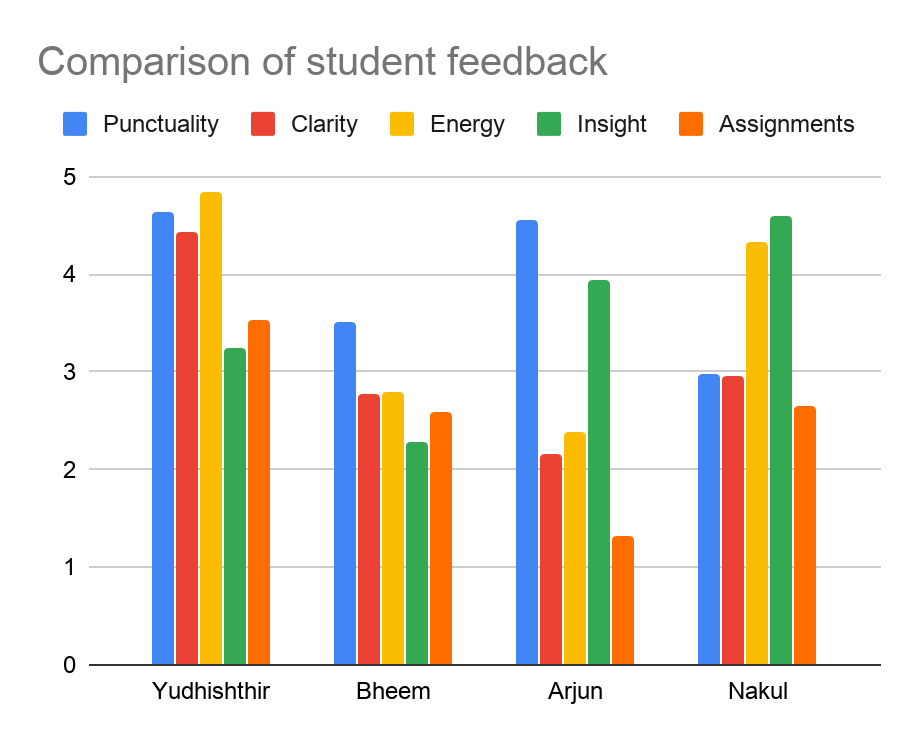 Comparison of student feedback
Punctuality Clarity Energy Insight Assignments
5
4
3
2
1
0
Yudhishthir Bheem Arjun Nakul